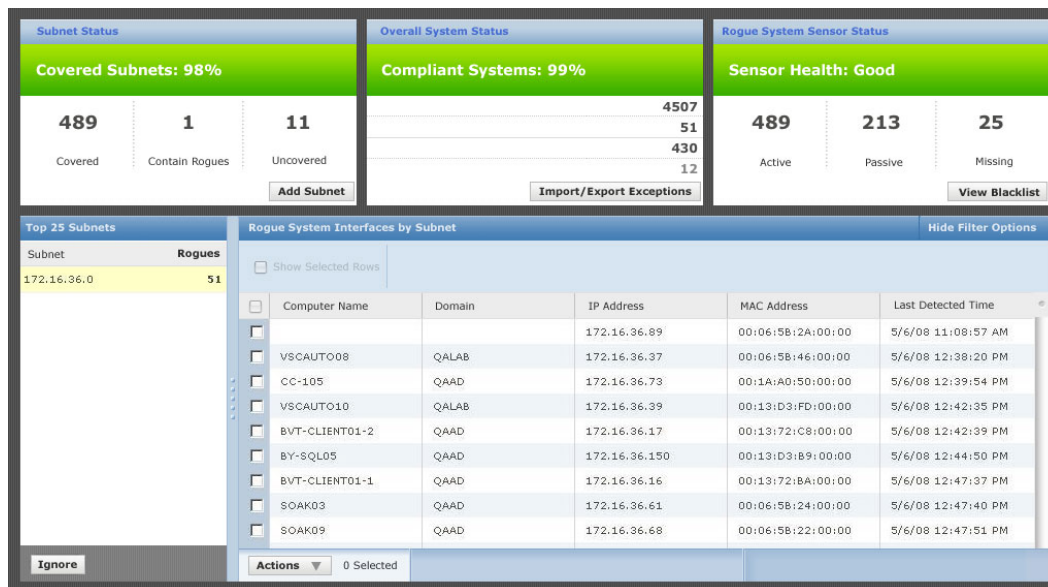 Subnet Status
Covered Subnets: 98%
489 1 11
Covered Contain Rogues Uncovered
Add Subnet
Overall System Status
Compliant Systems: 99%
4507
51
430
12
Import/Export Exceptions
Rogue System Sensor Status
Sensor Health: Good
489 213 25
Active Passive Missing
View Blacklist
Top 25 Subnets
Subnet Rogues
172.16.36.0 51
Ignore
Rogue System Interfaces by Subnet Hide Filter Options
Show Selected Rows
Computer Name Domain IP Address MAC Address Last Detected Time
172.16.36.89 00:06:5B:2A:00:00 5/6/08 11:08:57 AM
VSCAUTO08 QALAB 172.16.36.37 00:06:5B:46:00:00 5/6/08 12:38:20 PM
CC-105 QAAD 172.16.36.73 00:1A:A0:50:00:00 5/6/08 12:39:54 PM
VSCAUTO10 QALAB 172.16.36.39 00:13:D3:FD:00:00 5/6/08 12:42:35 PM
BVT-CLIENT01-2 QAAD 172.16.36.17 00:13:72:C8:00:00 5/6/08 12:42:39 PM
BY-SQL05 QAAD 172.16.36.150 00:13:D3:B9:00:00 5/6/08 12:44:50 PM
BVT-CLIENT01-1 QAAD 172.16.36.16 00:13:72:BA:00:00 5/6/08 12:47:37 PM
SOAK03 QAAD 172.16.36.61 00:06:5B:24:00:00 5/6/08 12:47:40 PM
SOAK09 QAAD 172.16.36.68 00:06:5B:22:00:00 5/6/08 12:47:51 PM
Actions 0 Selected